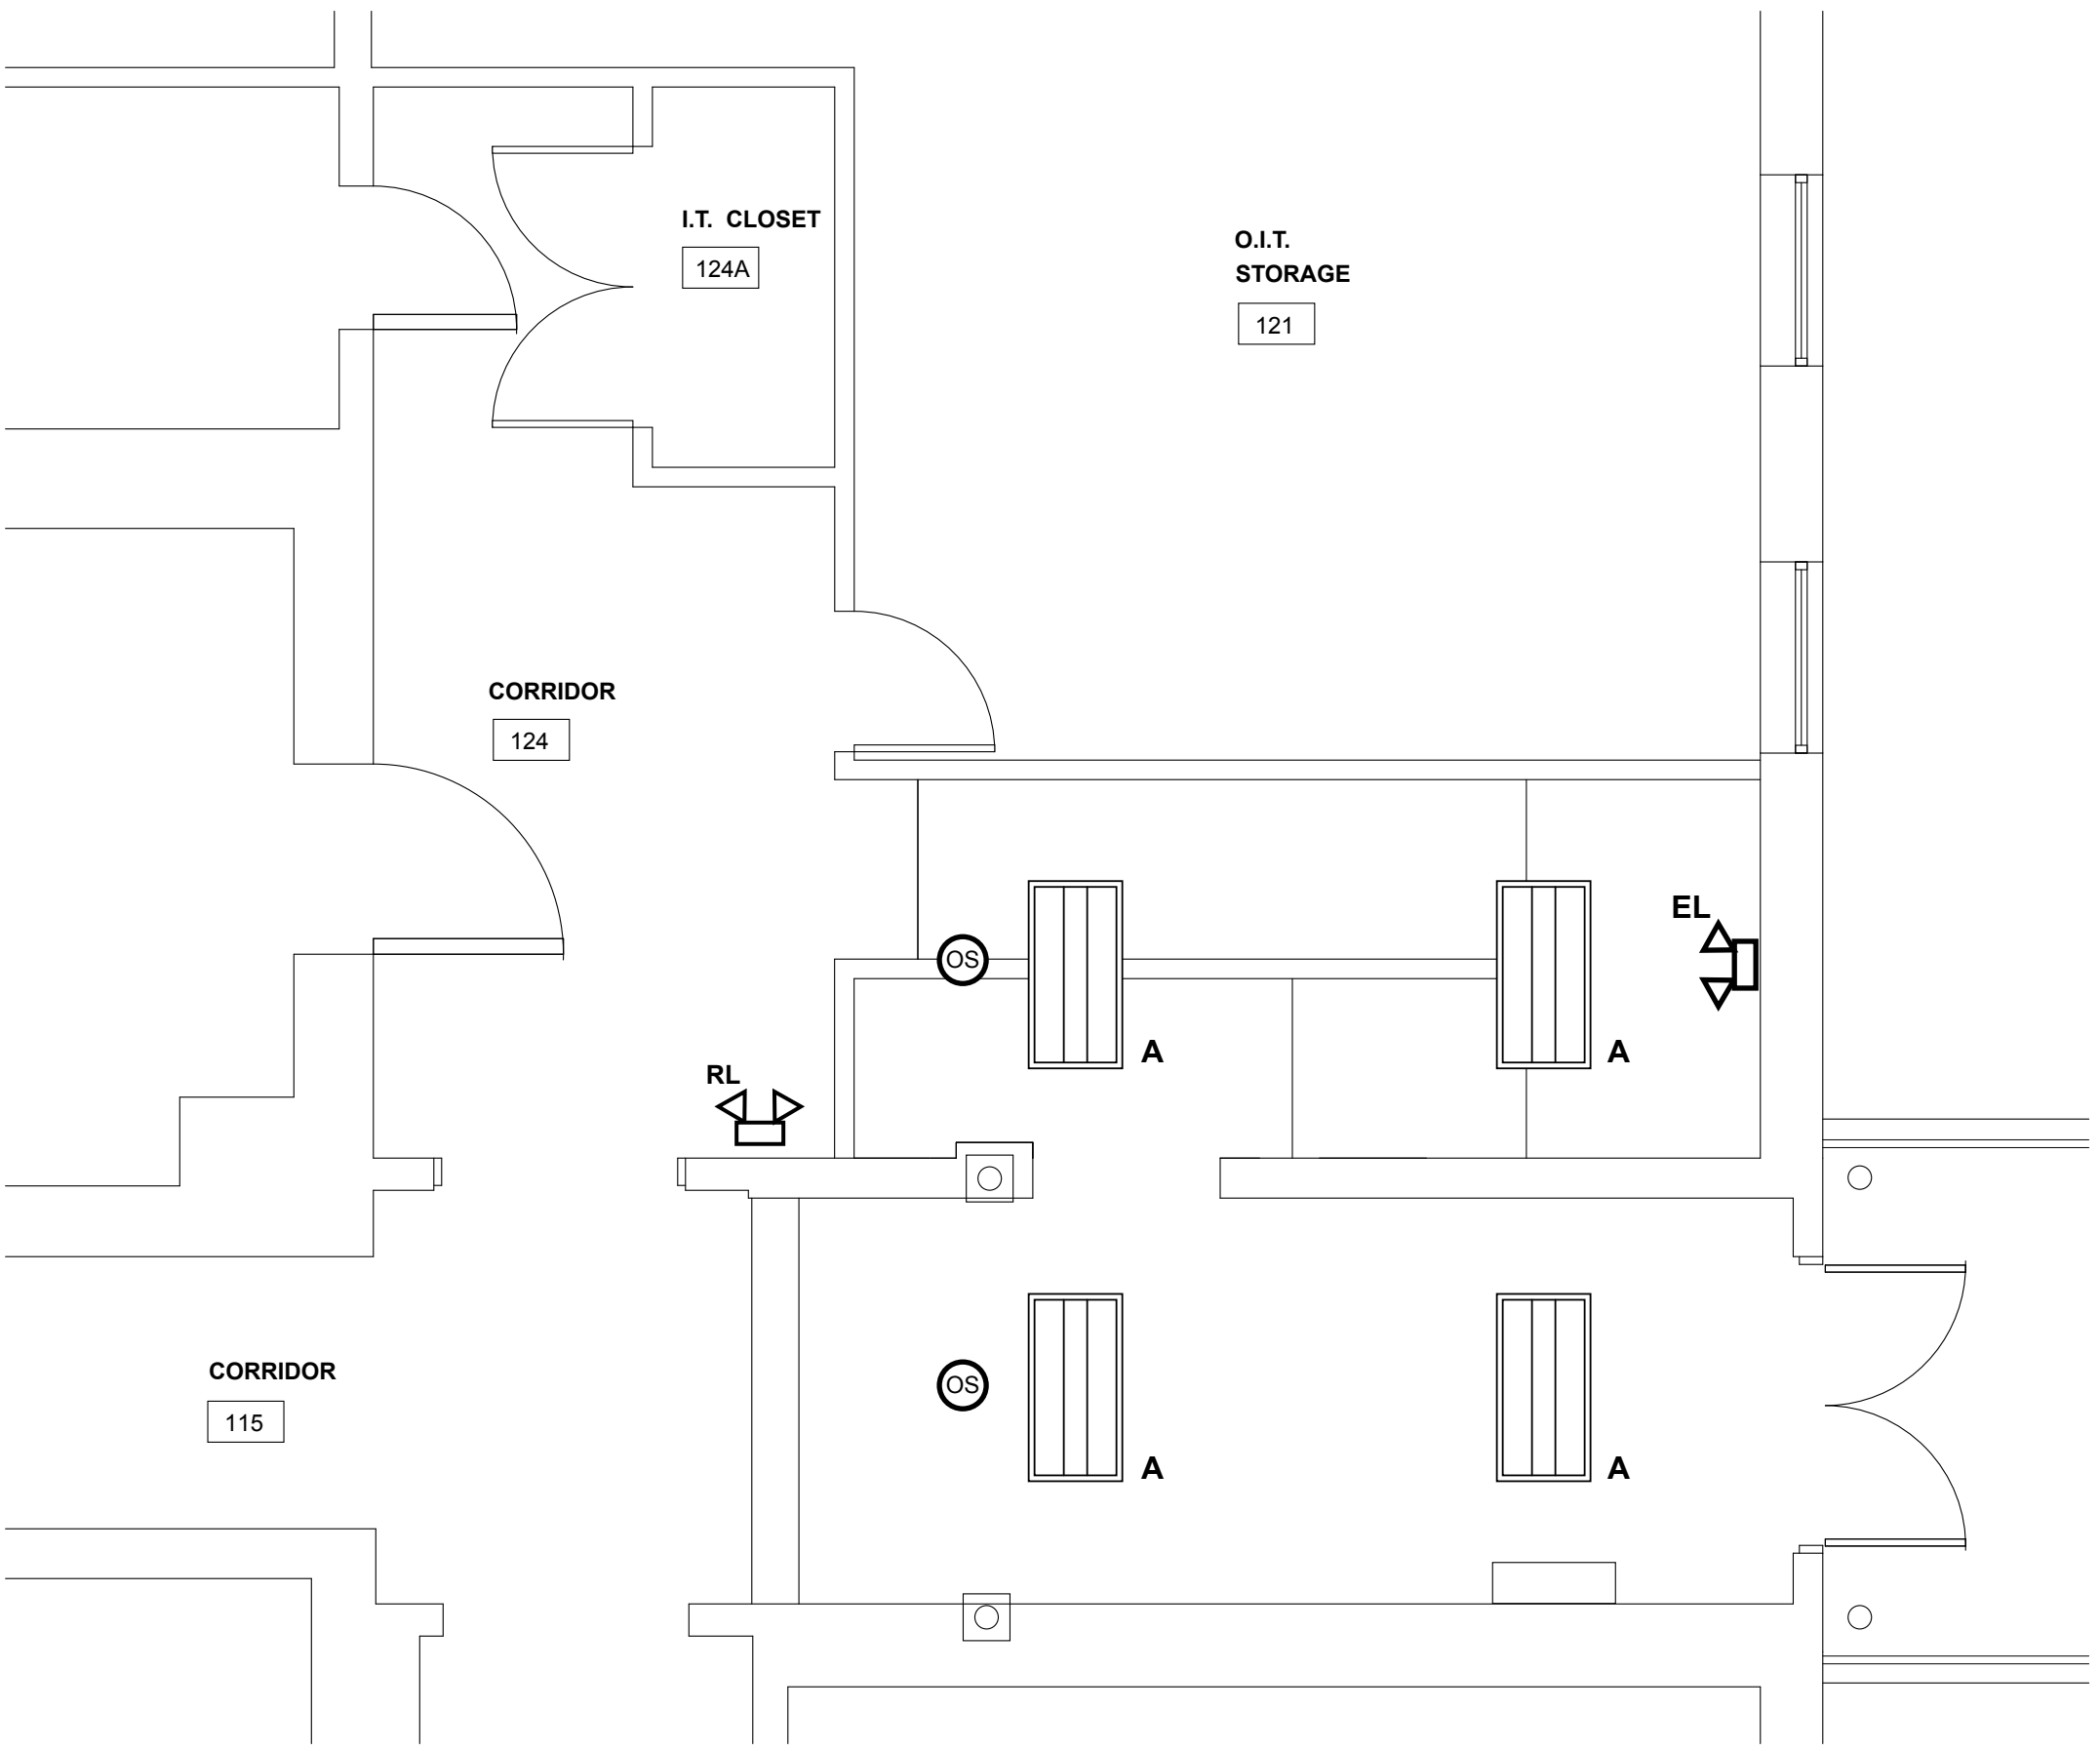 I.T. CLOSET
124A
O.I.T.
STORAGE
121
CORRIDOR
124
EL
OS
A
A
RL
CORRIDOR
115
OS
A
A